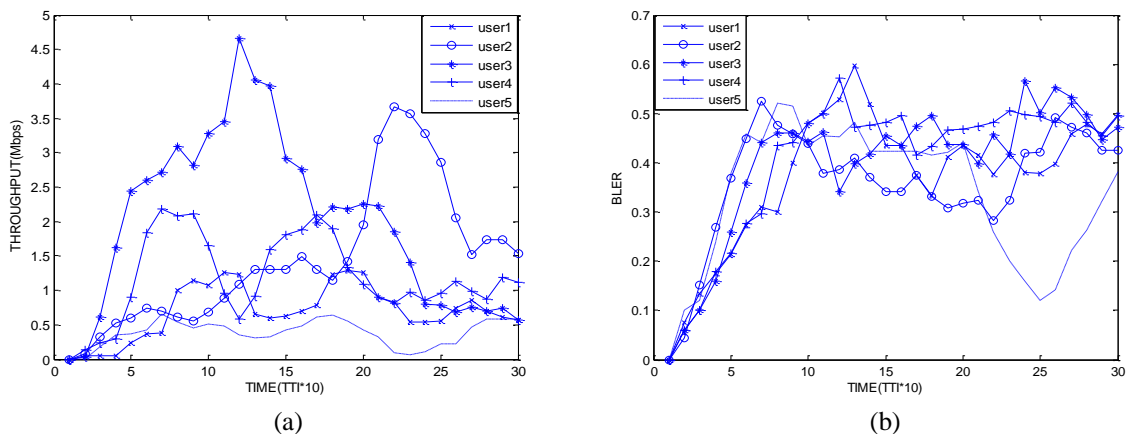 5
4.5
4
3.5
3
2.5
2
1.5
1
0.5
0
THROUGHPUT(Mbps)
user1
user2
user3
user4
user5
0 5 10 15 20 25 30
TIME(TTI*10)
(a)
0.7
0.6
0.5
0.4
0.3
0.2
0.1
0
BLER
user1
user2
user3
user4
user5
0 5 10 15 20 25 30
TIME(TTI*10)
(b)